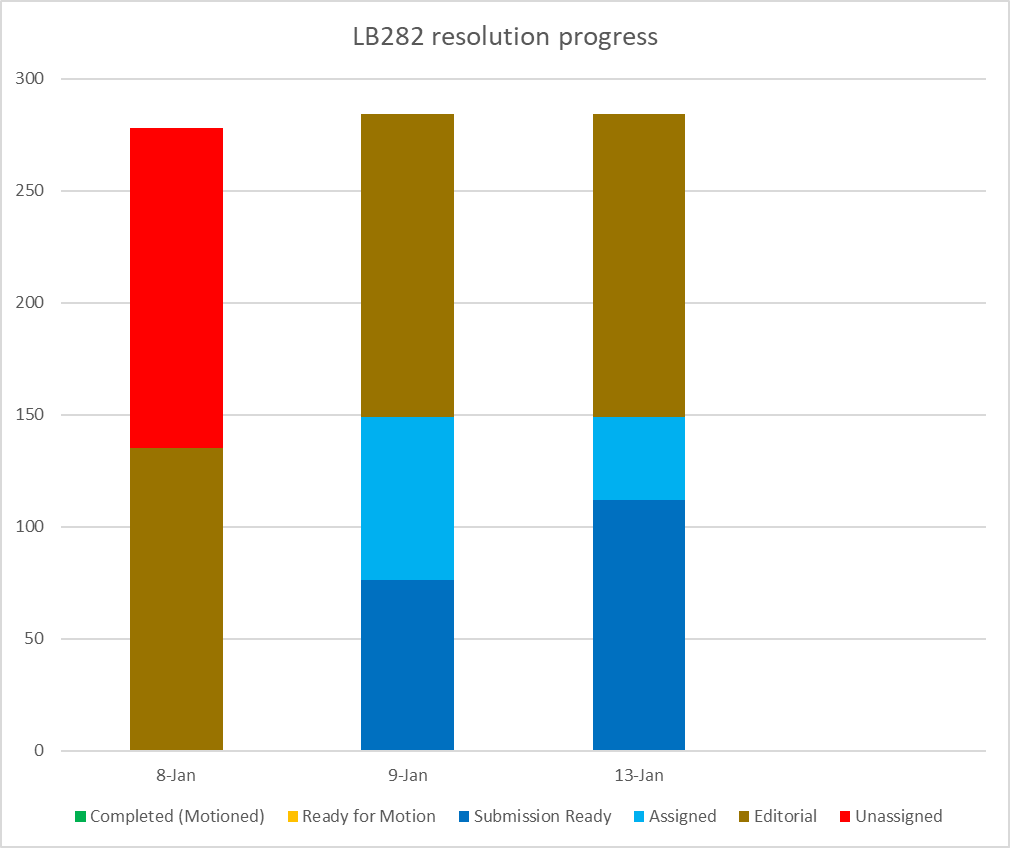 LB282 resolution progress
300
250
200
150
100
50
0
8-Jan 9-Jan 13-Jan
Completed (Motioned) Ready for Motion Submission Ready Assigned Editorial Unassigned